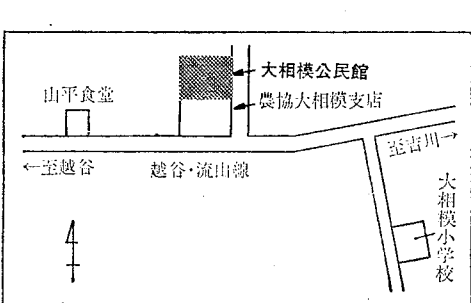 大相模公民館
農協大相模支店
山平食堂
←至越谷
越谷・流山線
至吉川→
大相模小学校